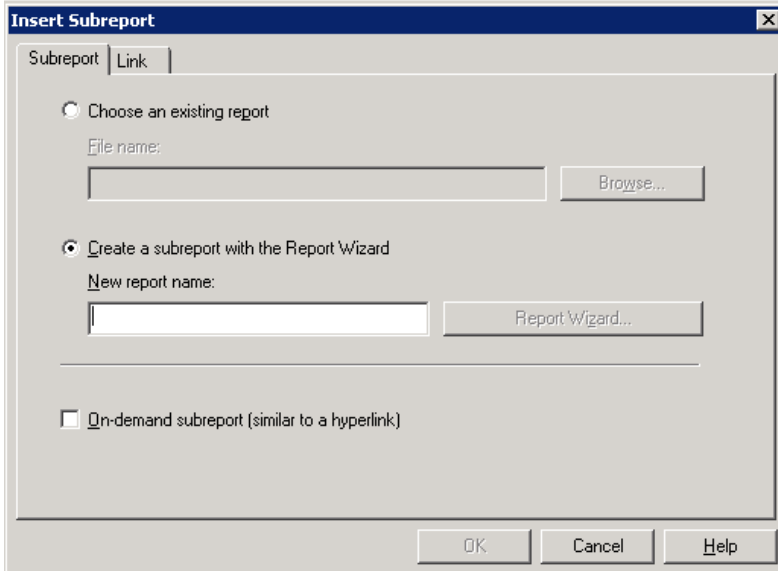 Insert Subreport
Subreport Link
Choose an existing report
File name:
Browse...
Create a subreport with the Report Wizard
New report name:
Report Wizard...
On-demand subreport (similar to a hyperlink)
OK Cancel Help